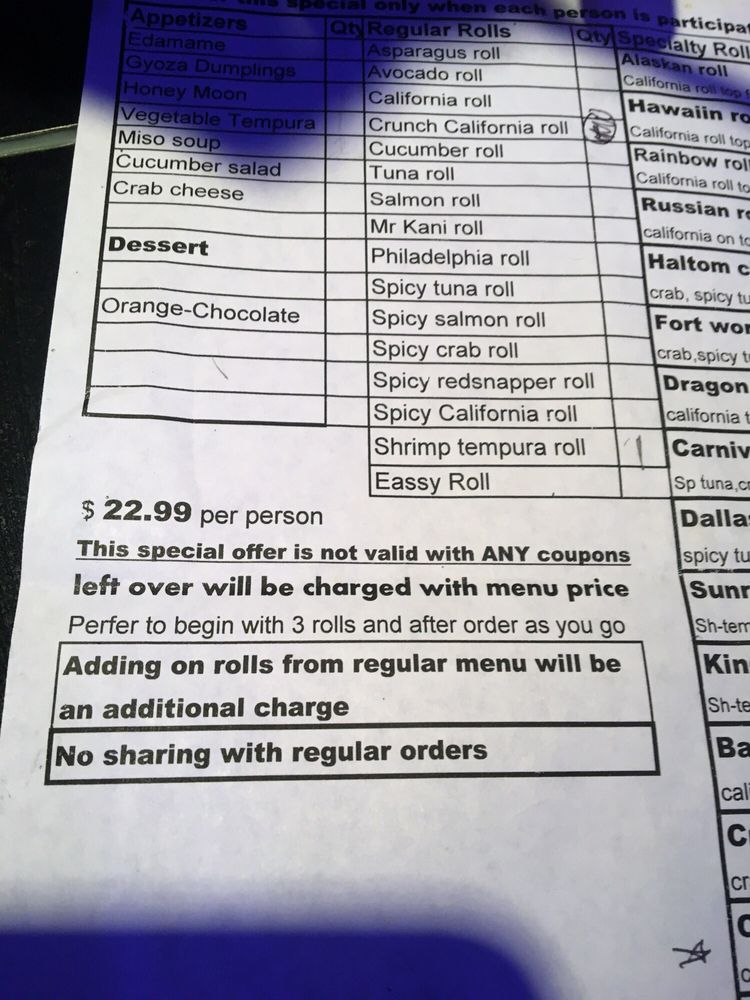 this special only when each person is participat
Appetizers
Edamame
Gyoza Dumplings
Honey Moon
Vegetable Tempura
Miso soup
Cucumber salad
Crab cheese
Dessert
Orange-Chocolate
Qty
Regular Rolls
Asparagus roll
Avocado roll
California roll
Crunch California roll
Cucumber roll
Tuna roll
Salmon roll
Mr Kani roll
Philadelphia roll
Spicy tuna roll
Spicy salmon roll
Spicy crab roll
Spicy redsnapper roll
Spicy California roll
Shrimp tempura roll
Eassy Roll
Qty
1
Specialty Roll
Alaskan roll
California roll top
Hawaiin ro
California roll top
Rainbow roll
California roll to
Russian ro
california on to
Haltom c
crab, spicy tu
Fort wor
crab,spicy t
Dragon
california t
Carniv
Sp tuna,cr
Dallas
spicy tu
Sunr
Sh-tem
Kin
Sh-te
Ba
cali
C
cr
$ 22.99 per person
This special offer is not valid with ANY coupons
left over will be charged with menu price
Perfer to begin with 3 rolls and after order as you go
Adding on rolls from regular menu will be
an additional charge
No sharing with regular orders